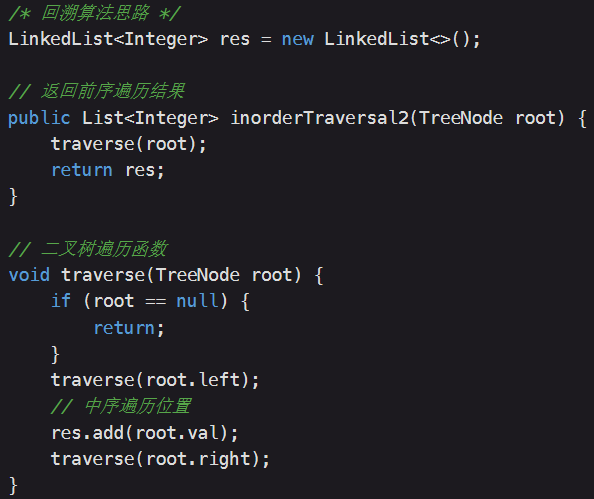 /* 回溯算法思路 */
LinkedList<Integer> res = new LinkedList<>();
// 返回前序遍历结果
public List<Integer> inorderTraversal2(TreeNode root) {
    traverse(root);
    return res;
}
// 二叉树遍历函数
void traverse(TreeNode root) {
    if (root == null) {
        return;
    }
    traverse(root.left);
    // 中序遍历位置
    res.add(root.val);
    traverse(root.right);
}